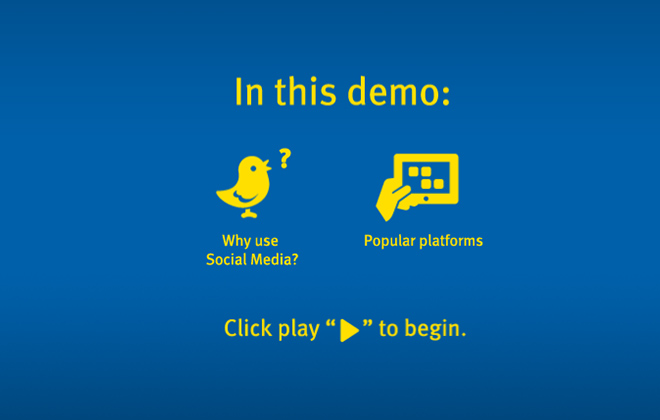 In this demo:
?
Why use
Social Media?
Popular platforms
Click play “▶” to begin.